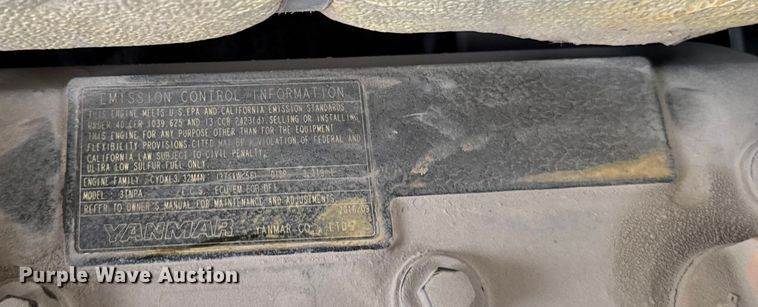 EMISSION CONTROL INFORMATION
THIS ENGINE MEETS U.S.EPA AND CALIFORNIA EMISSION STANDARDS
UNDER 40 CFR 1039.625 AND 13 CCR 2423(d). SELLING OR INSTALLING
THIS ENGINE FOR ANY PURPOSE OTHER THAN FOR THE EQUIPMENT
FLEXIBILITY PROVISIONS CITED MAY BE A VIOLATION OF FEDERAL AND
CALIFORNIA LAW SUBJECT TO CIVIL PENALTY.
ULTRA LOW SULFUR FUEL ONLY.
ENGINE FAMILY :
MODEL : E.C.S.
REFER TO OWNER'S MANUAL FOR MAINTENANCE AND ADJUSTMENTS.
YANMAR YANMAR CO., LTD.
Purple Wave Auction